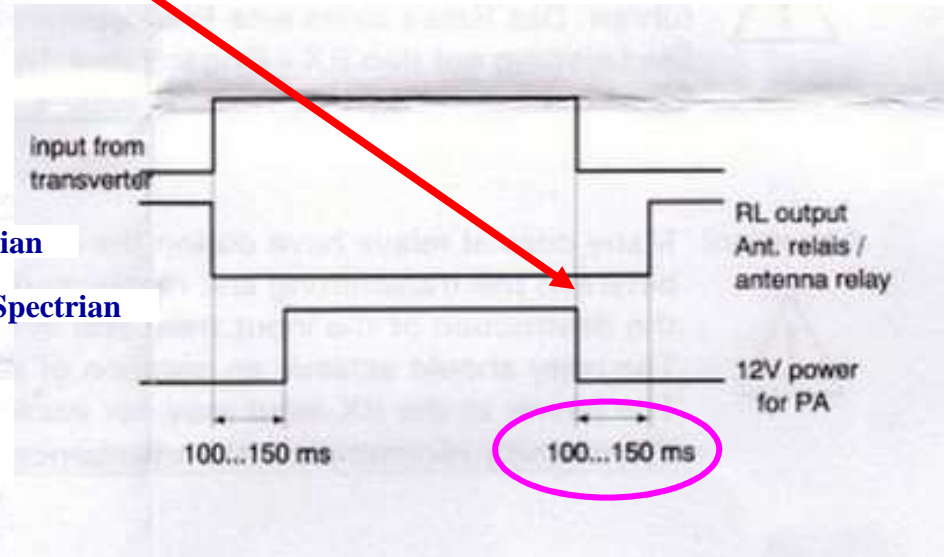 input from
transverter
ian
Spectrian
RL output
Ant. relais /
antenna relay
12V power
for PA
100...150 ms
100...150 ms